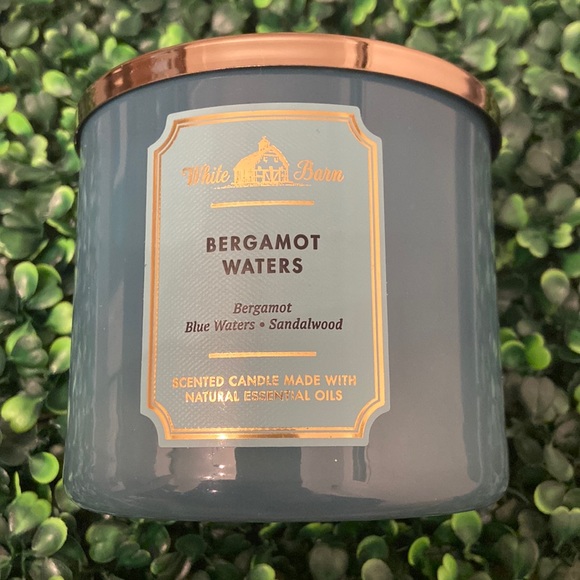 White Barn
BERGAMOT
WATERS
Bergamot
Blue Waters • Sandalwood
SCENTED CANDLE MADE WITH
NATURAL ESSENTIAL OILS